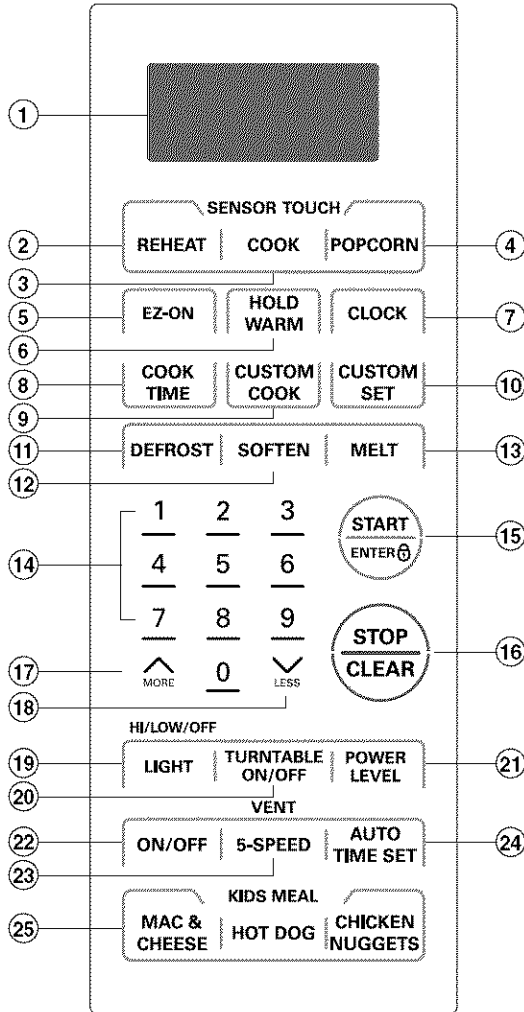 1
SENSOR TOUCH
2 REHEAT COOK POPCORN 4
3
5 EZ-ON HOLD WARM CLOCK 7
6
8 COOK TIME CUSTOM COOK CUSTOM SET 10
9
11 DEFROST SOFTEN MELT 13
12
1 2 3
START
ENTER 15
14 4 5 6
7 8 9
STOP
CLEAR 16
17 MORE 0 LESS
18
HI/LOW/OFF
19 LIGHT TURNTABLE ON/OFF POWER LEVEL 21
20
VENT
22 ON/OFF 5-SPEED AUTO TIME SET 24
23
KIDS MEAL
25 MAC & CHEESE HOT DOG CHICKEN NUGGETS